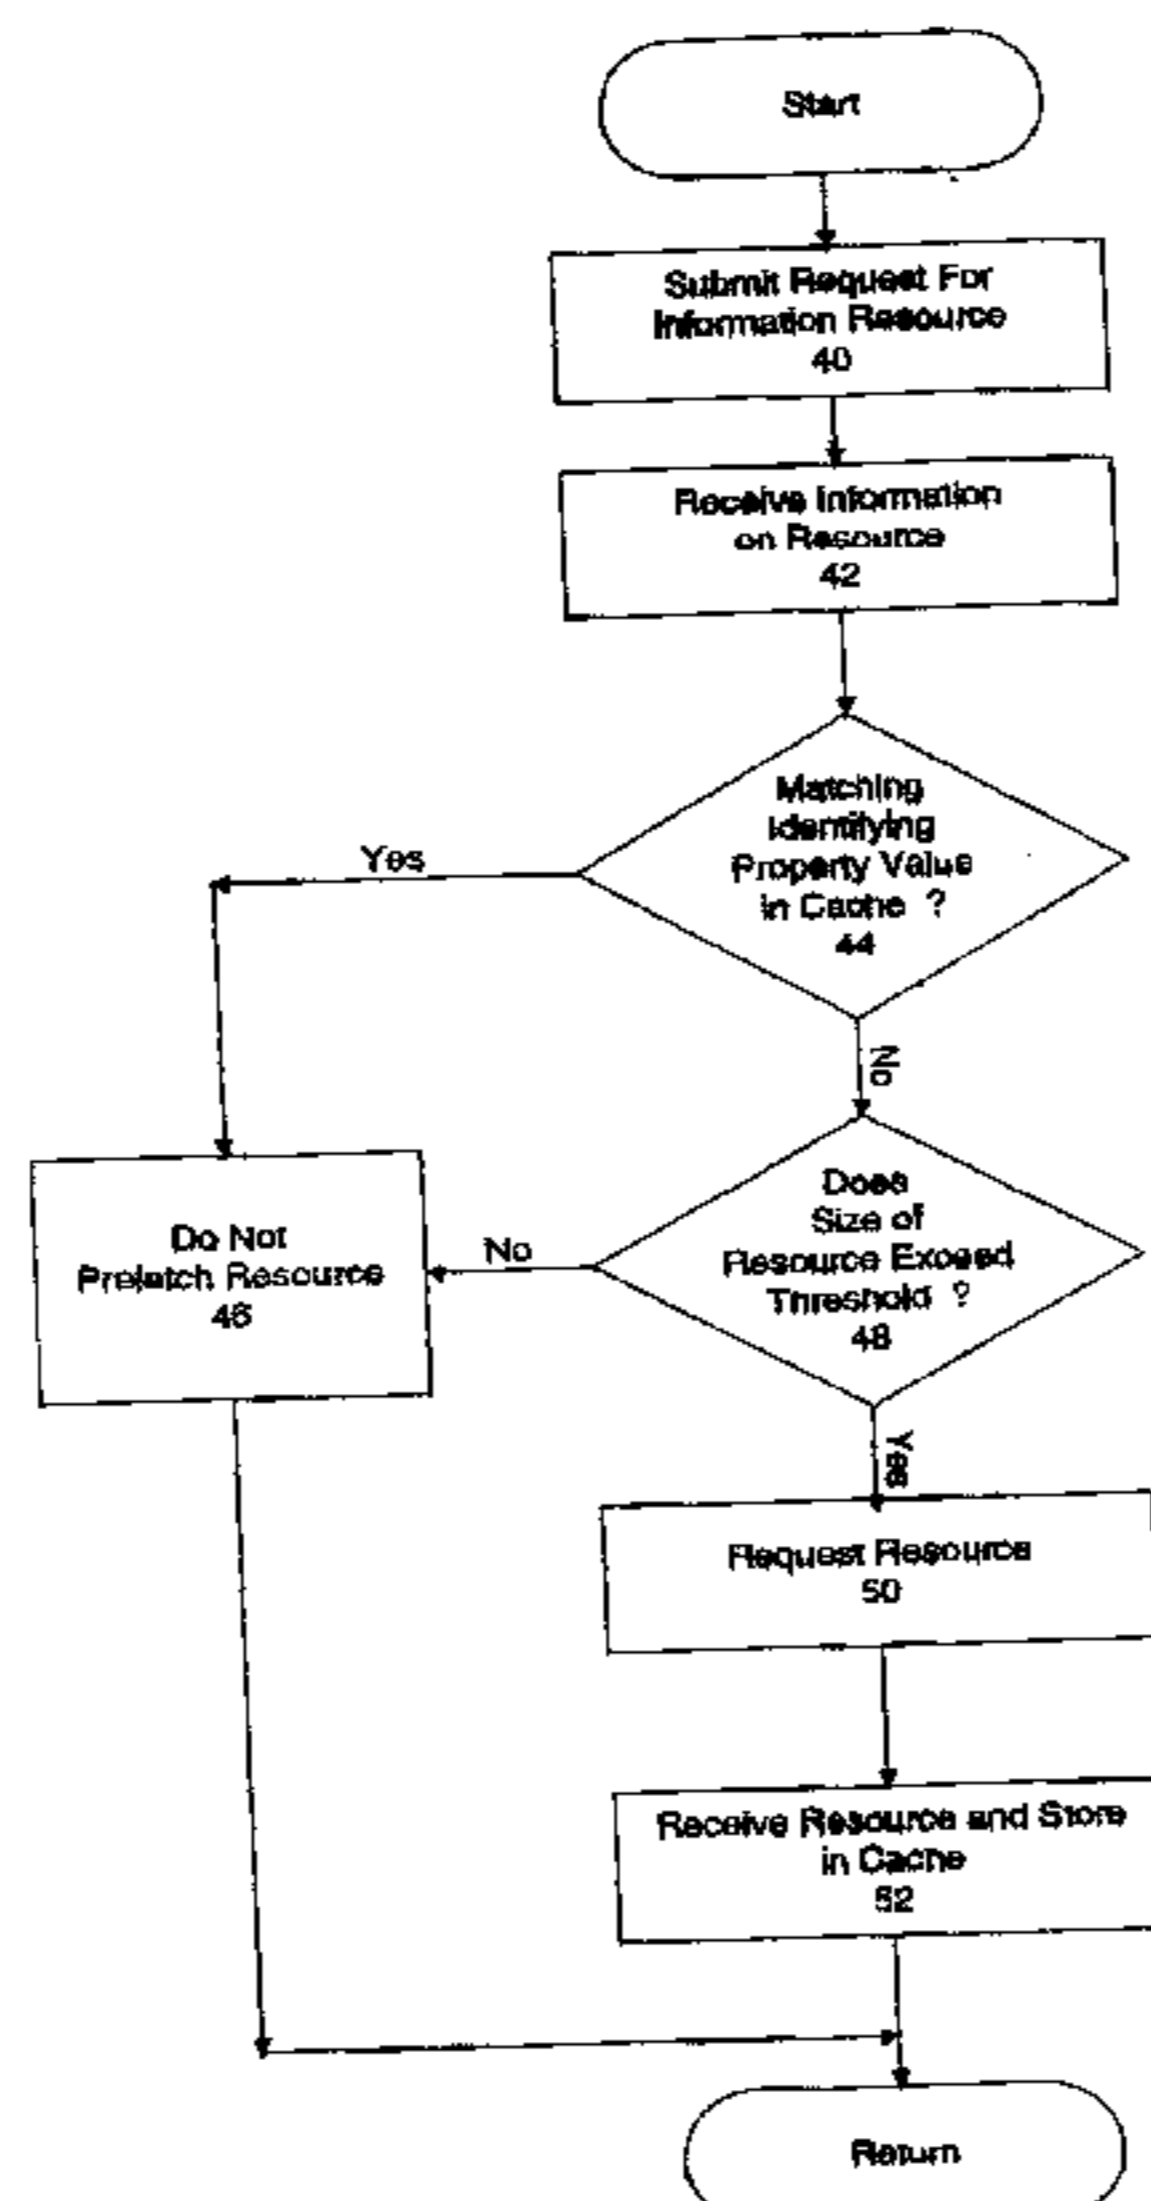 Start
Submit Request For
Information Resource
40
Receive Information
on Resource
42
Matching
Identifying
Property Value
in Cache ?
44
Yes
No
Does
Size of
Resource Exceed
Threshold ?
48
No
Do Not
Prefetch Resource
46
Yes
Request Resource
50
Receive Resource and Store
in Cache
52
Return